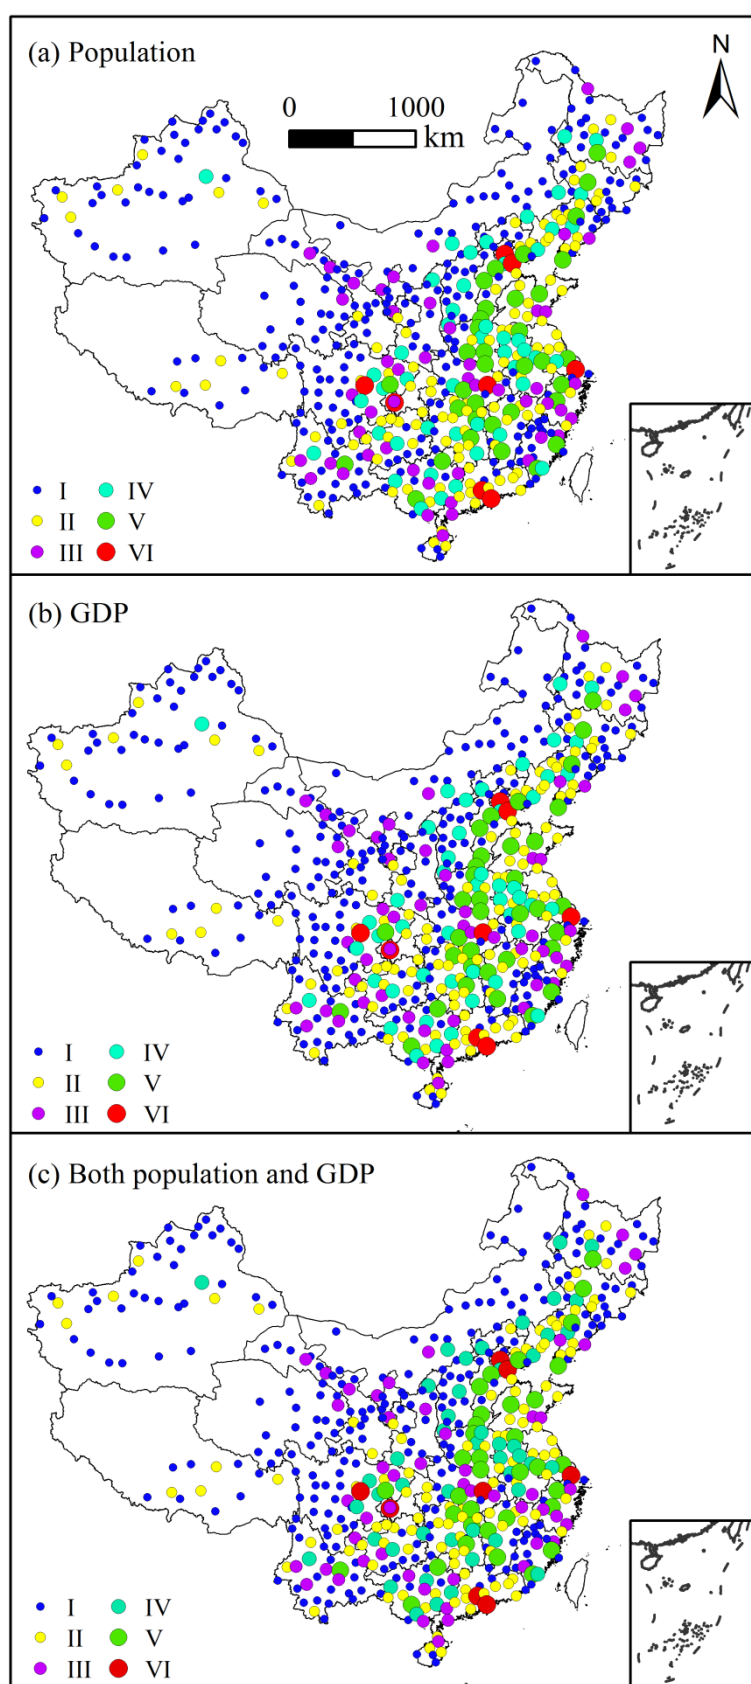 (a) Population
N
0 1000
km
I IV
II V
III VI
(b) GDP
I IV
II V
III VI
(c) Both population and GDP
I IV
II V
III VI